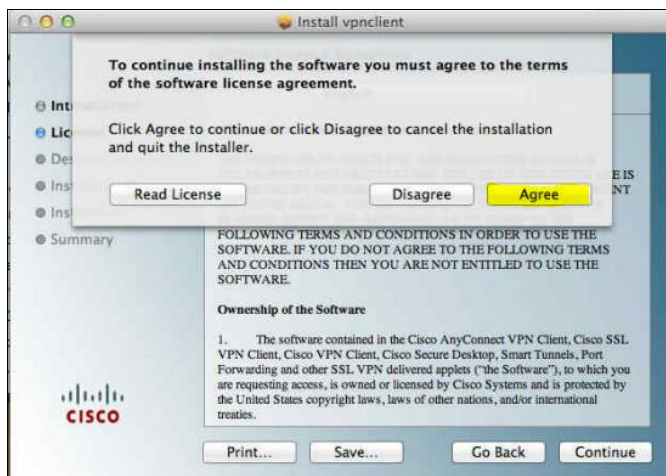 Install vpnclient
To continue installing the software you must agree to the terms
of the software license agreement.
Click Agree to continue or click Disagree to cancel the installation
and quit the Installer.
Read License
Disagree
Agree
Int
Lic
De
Ins
Ins
Summary
E IS
NT
FOLLOWING TERMS AND CONDITIONS IN ORDER TO USE THE
SOFTWARE. IF YOU DO NOT AGREE TO THE FOLLOWING TERMS
AND CONDITIONS THEN YOU ARE NOT ENTITLED TO USE THE
SOFTWARE.
Ownership of the Software
1. The software contained in the Cisco AnyConnect VPN Client, Cisco SSL
VPN Client, Cisco VPN Client, Cisco Secure Desktop, Smart Tunnels, Port
Forwarding and other SSL VPN delivered applets ("the Software"), to which you
are requesting access, is owned or licensed by Cisco Systems and is protected by
the United States copyright laws, laws of other nations, and/or international
treaties.
CISCO
Print...
Save...
Go Back
Continue